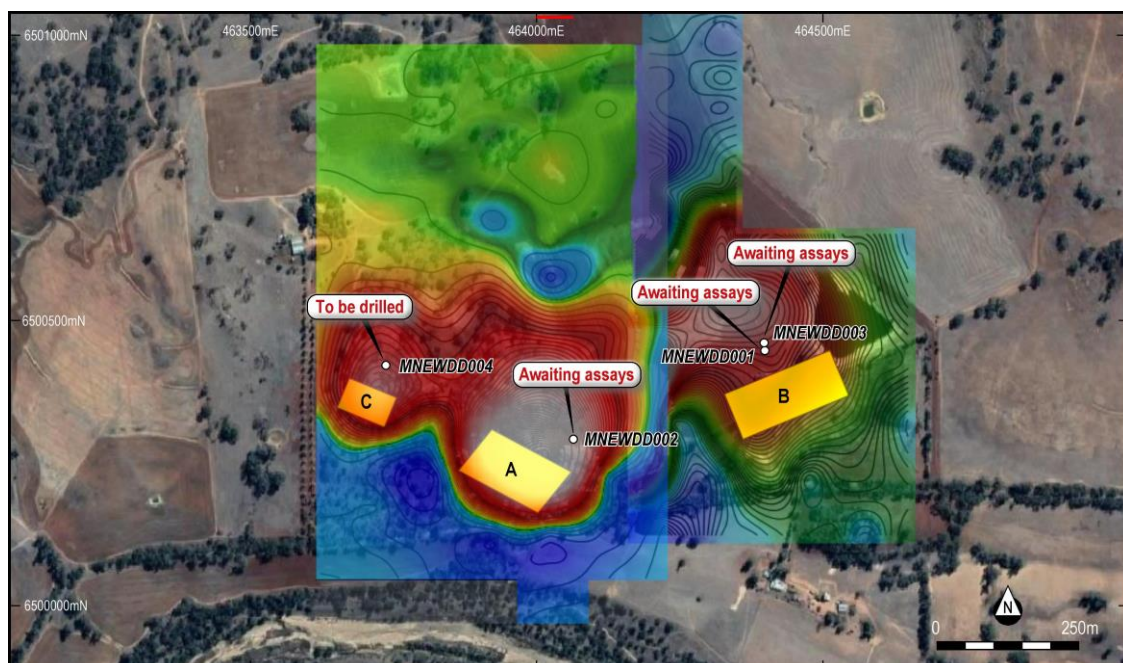 6501000mN
463500mE
464000mE
464500mE
Awaiting assays
Awaiting assays
To be drilled
6500500mN
MNEWDD003
MNEWDD001
MNEWDD004
Awaiting assays
C
B
MNEWDD002
A
6500000mN
N
0
250m